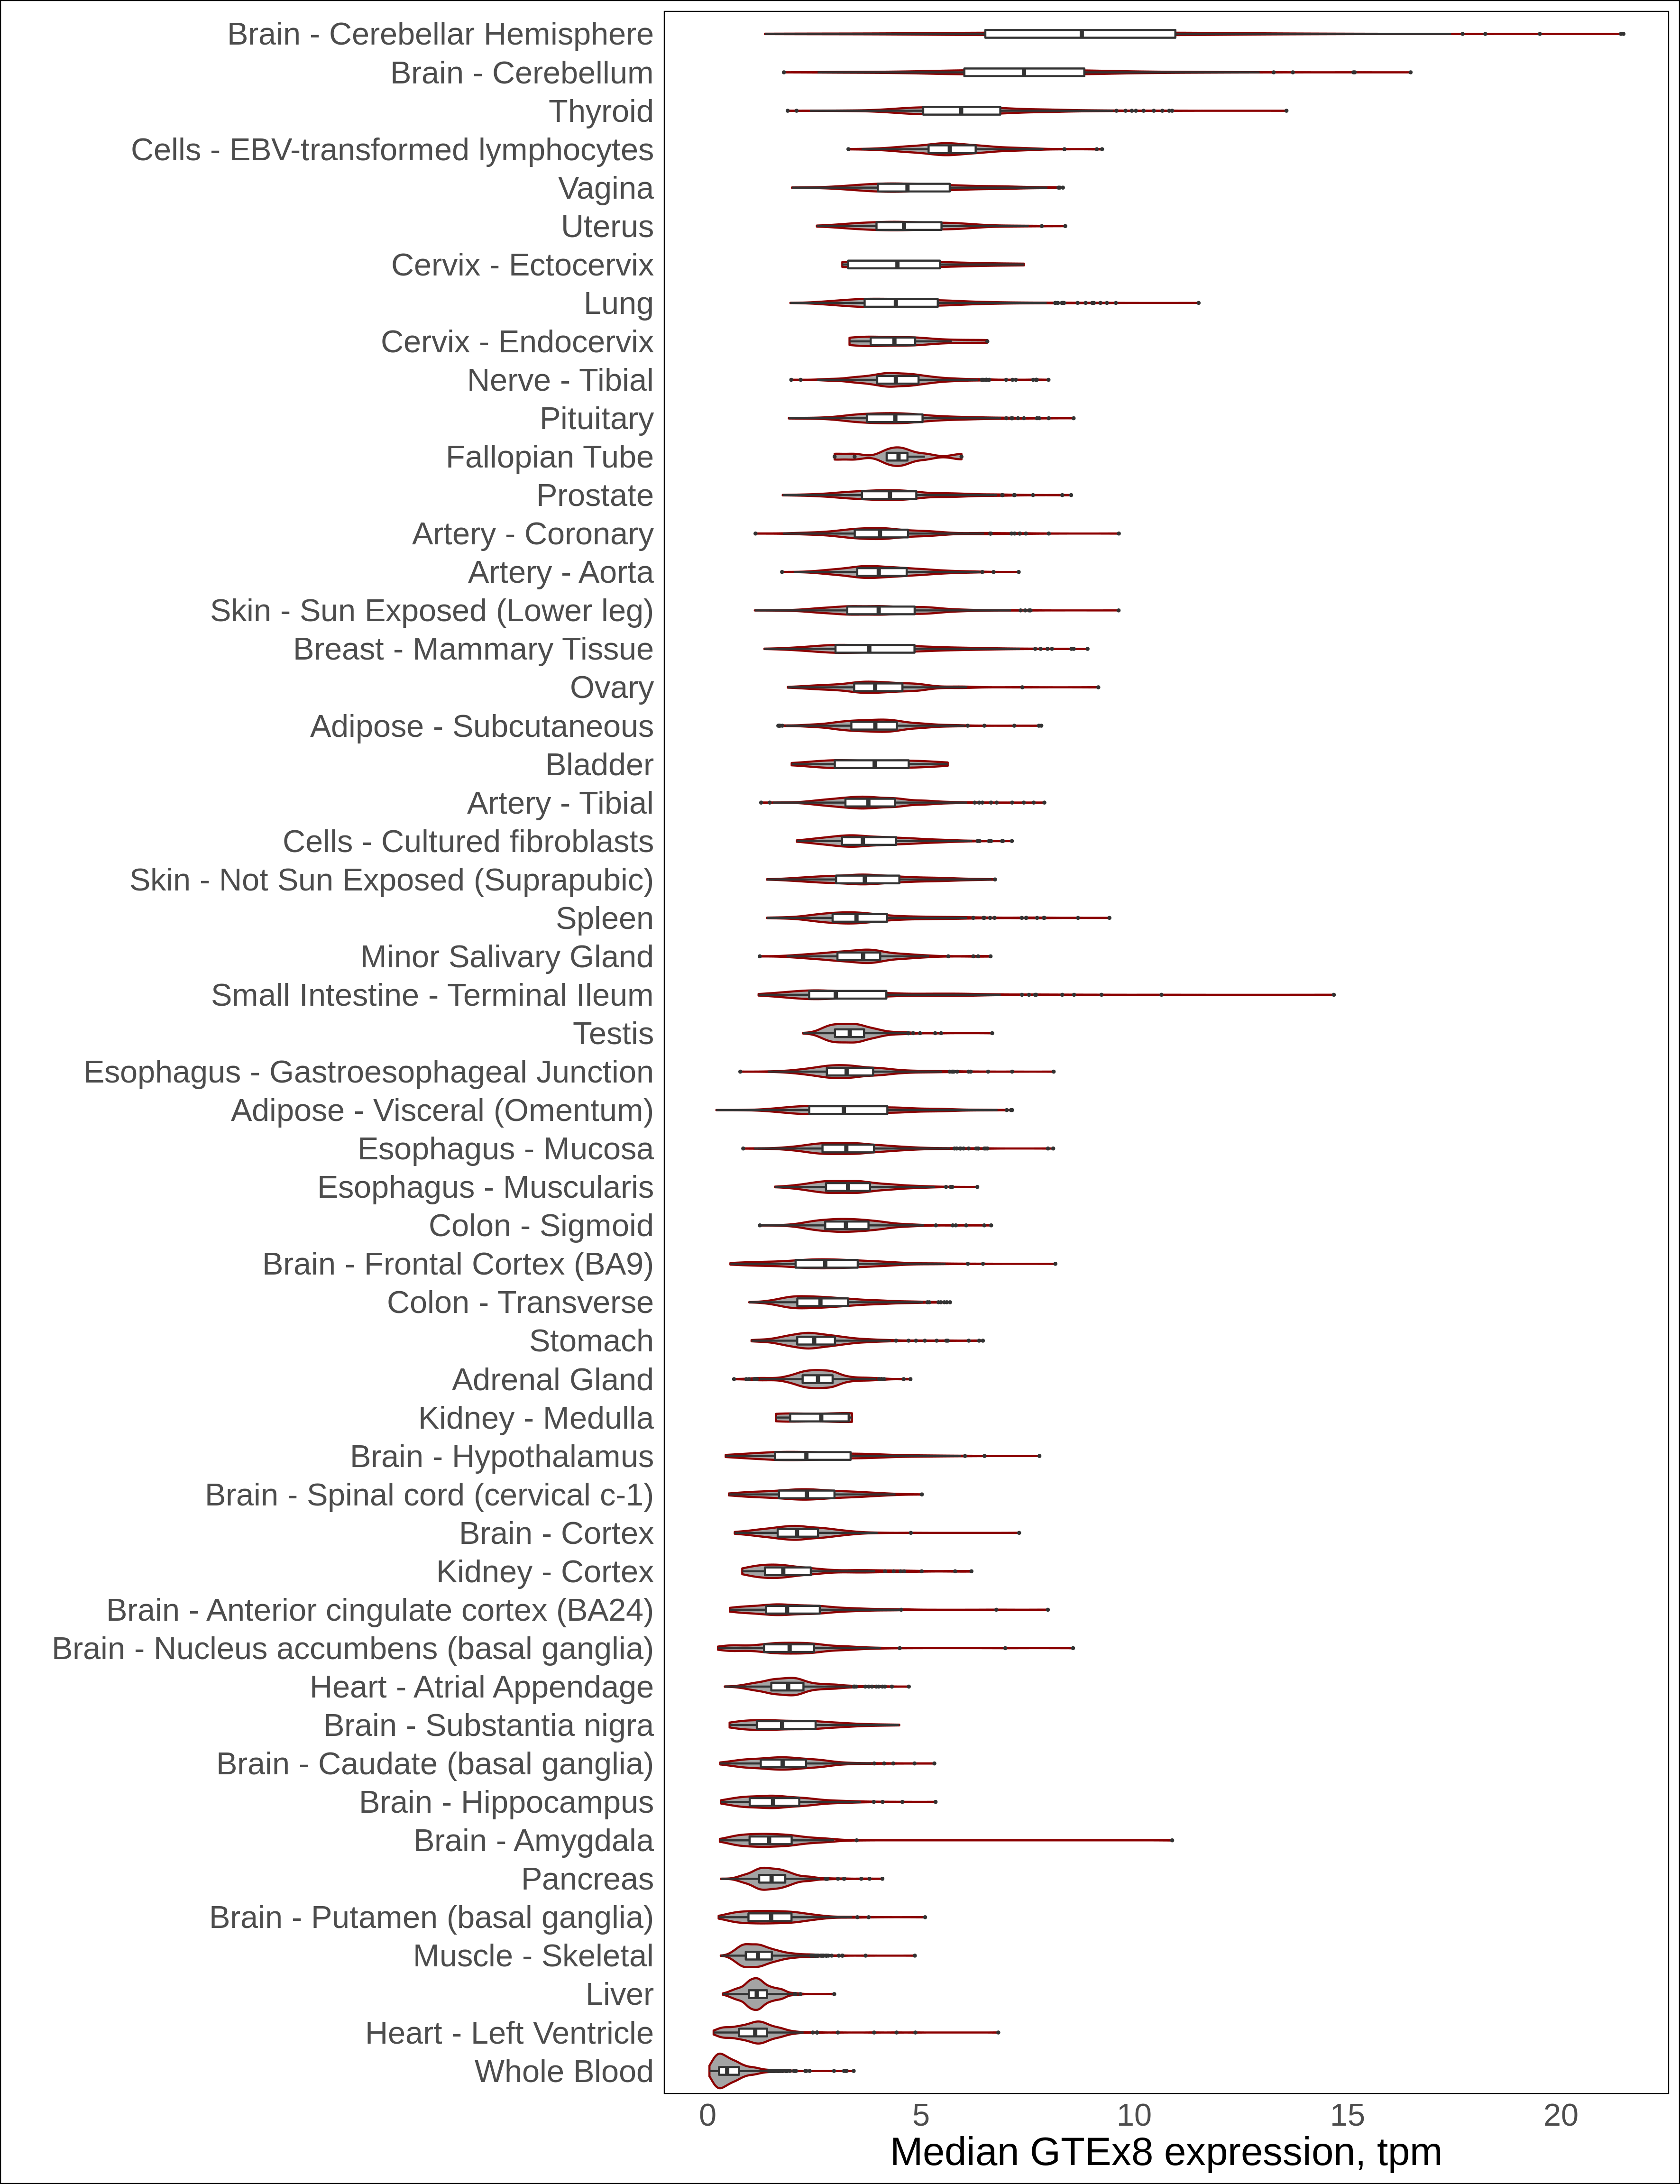 Brain - Cerebellar Hemisphere
Brain - Cerebellum
Thyroid
Cells - EBV-transformed lymphocytes
Vagina
Uterus
Cervix - Ectocervix
Lung
Cervix - Endocervix
Nerve - Tibial
Pituitary
Fallopian Tube
Prostate
Artery - Coronary
Artery - Aorta
Skin - Sun Exposed (Lower leg)
Breast - Mammary Tissue
Ovary
Adipose - Subcutaneous
Bladder
Artery - Tibial
Cells - Cultured fibroblasts
Skin - Not Sun Exposed (Suprapubic)
Spleen
Minor Salivary Gland
Small Intestine - Terminal Ileum
Testis
Esophagus - Gastroesophageal Junction
Adipose - Visceral (Omentum)
Esophagus - Mucosa
Esophagus - Muscularis
Colon - Sigmoid
Brain - Frontal Cortex (BA9)
Colon - Transverse
Stomach
Adrenal Gland
Kidney - Medulla
Brain - Hypothalamus
Brain - Spinal cord (cervical c-1)
Brain - Cortex
Kidney - Cortex
Brain - Anterior cingulate cortex (BA24)
Brain - Nucleus accumbens (basal ganglia)
Heart - Atrial Appendage
Brain - Substantia nigra
Brain - Caudate (basal ganglia)
Brain - Hippocampus
Brain - Amygdala
Pancreas
Brain - Putamen (basal ganglia)
Muscle - Skeletal
Liver
Heart - Left Ventricle
Whole Blood
0 5 10 15 20
Median GTEx8 expression, tpm